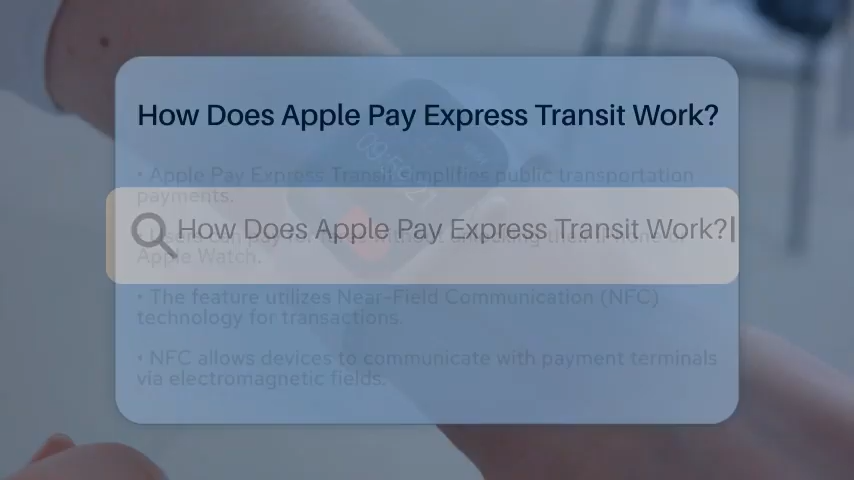 How Does Apple Pay Express Transit Work?
• Apple Pay Express Transit simplifies public transportation
payments.
How Does Apple Pay Express Transit Work?
Apple Watch.
• The feature utilizes Near-Field Communication (NFC)
technology for transactions.
• NFC allows devices to communicate with payment terminals
via electromagnetic fields.